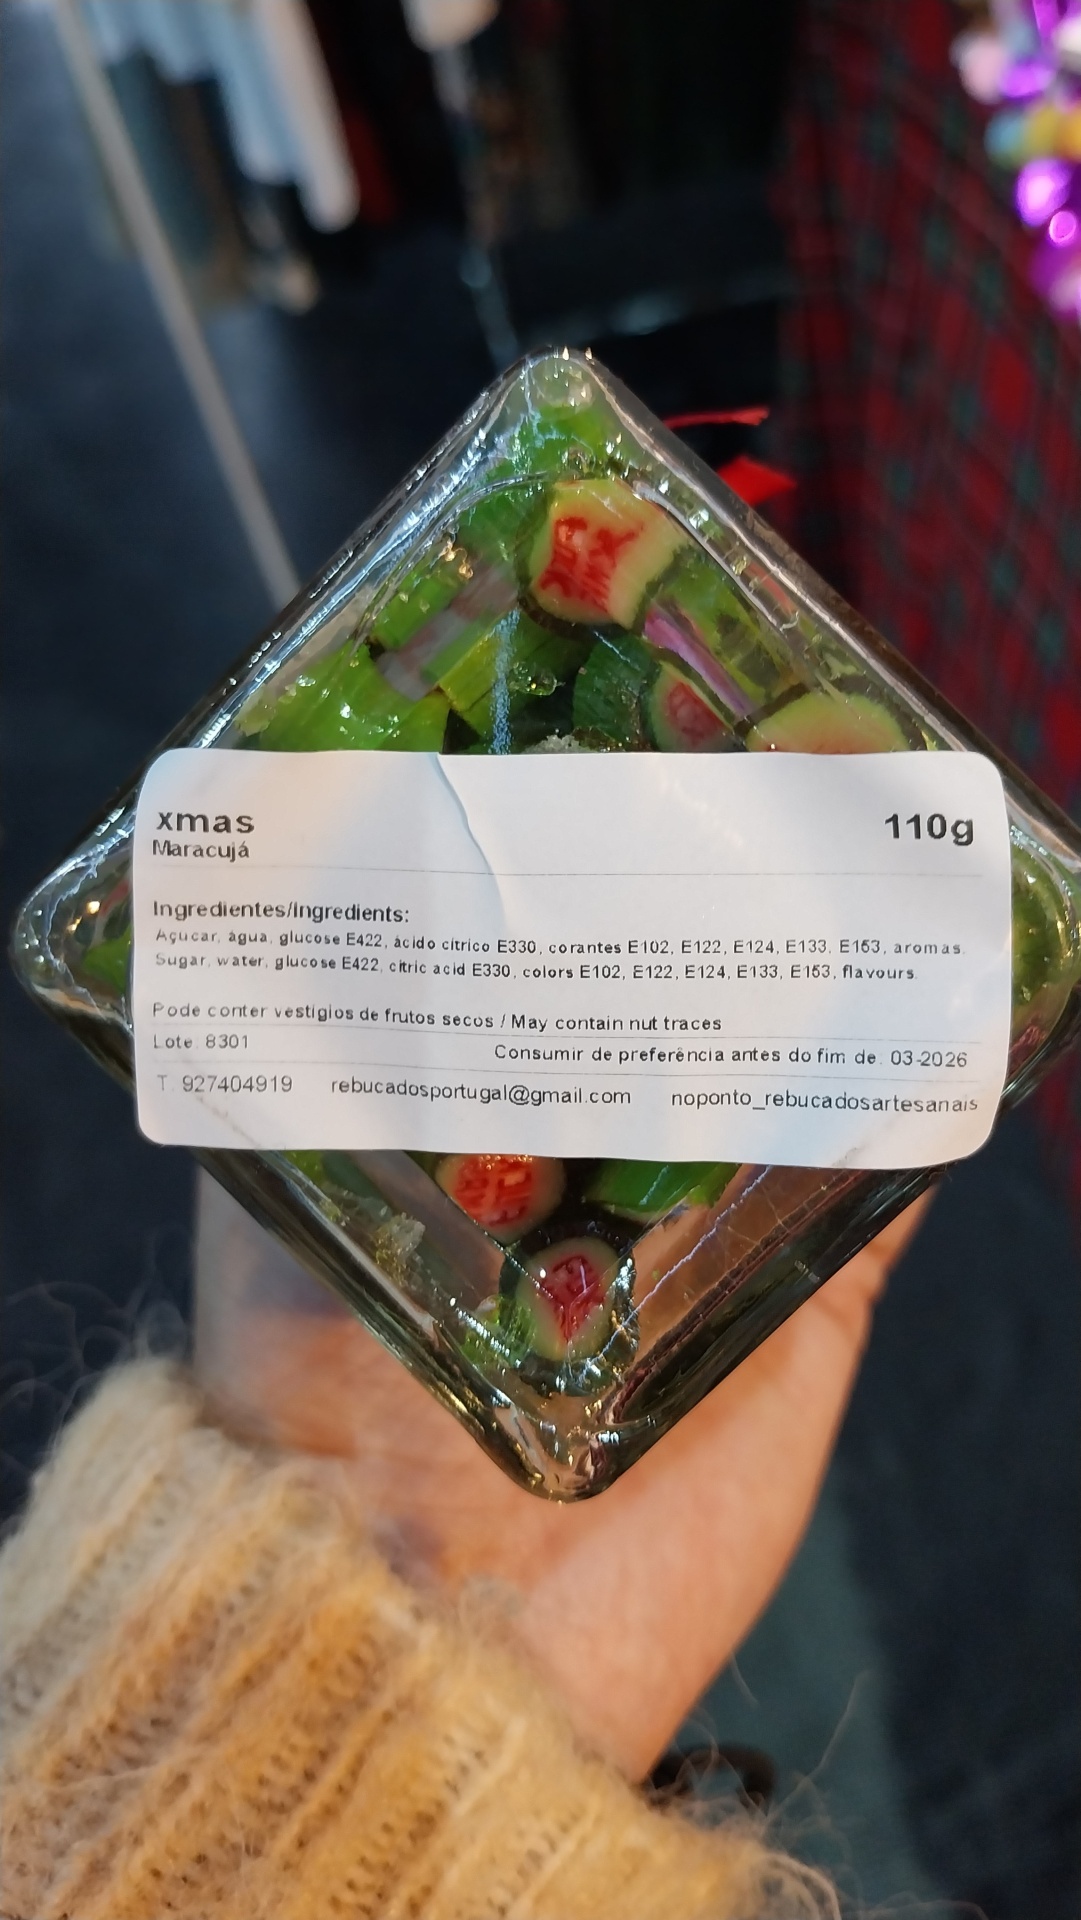 xmas
110g
Maracujá
Ingredientes/Ingredients:
Açúcar, água, glucose E422, ácido cítrico E330, corantes E102, E122, E124, E133, E153, aromas.
Sugar, water, glucose E422, citric acid E330, colors E102, E122, E124, E133, E153, flavours.
Pode conter vestígios de frutos secos / May contain nut traces
Lote: 8301
Consumir de preferência antes do fim de: 03-2026
T. 927404919 rebucadosportugal@gmail.com noponto_rebucadosartesanais